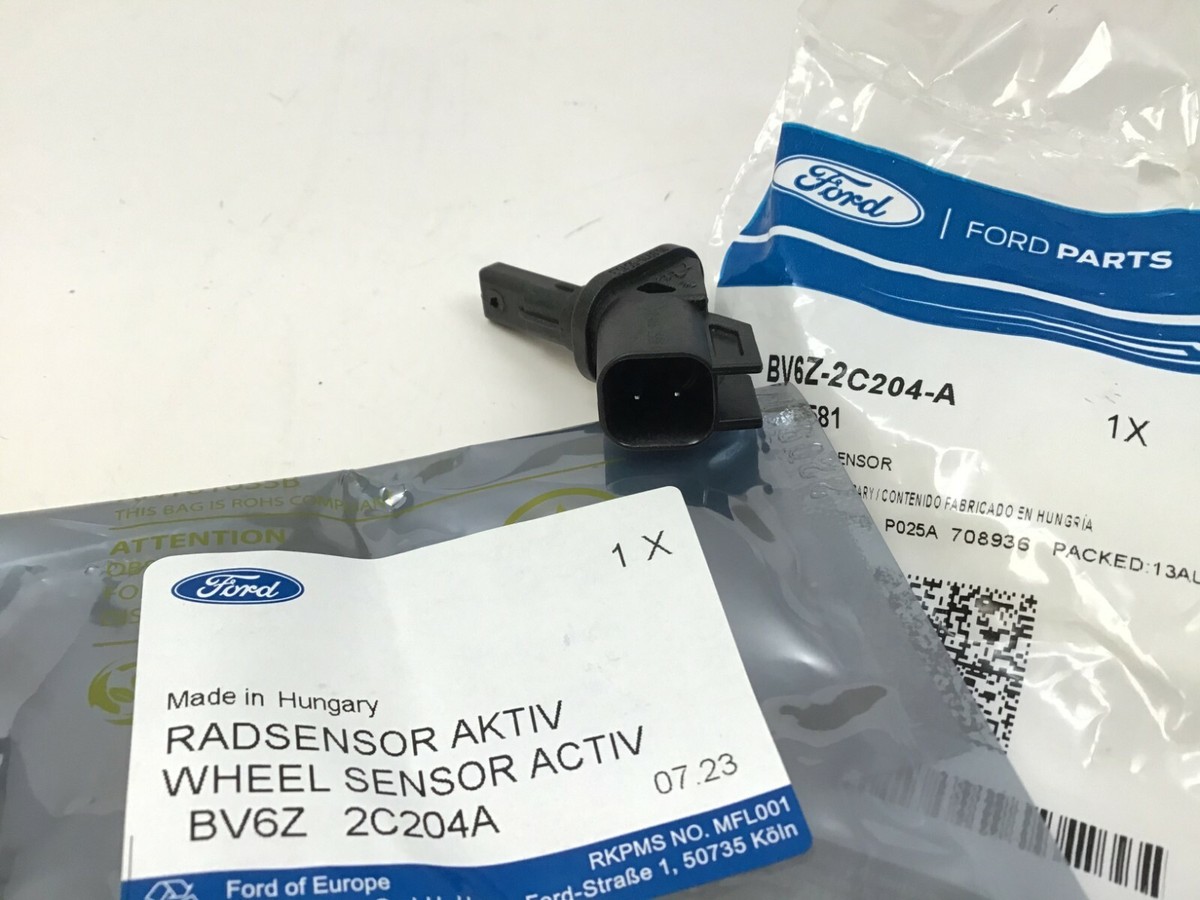 Ford
FORD PARTS
BV6Z-2C204-A
81
1X
ENSOR
ARY / CONTENIDO FABRICADO EN HUNGRÍA
P025A 708936 PACKED:13AU
THIS BAG IS ROHS
ATTENTION
Ford
1 X
Made in Hungary
RADSENSOR AKTIV
WHEEL SENSOR ACTIV
07.23
BV6Z 2C204A
RKPMS NO. MFL001
Ford of Europe
Ford-Straße 1, 50735 Köln